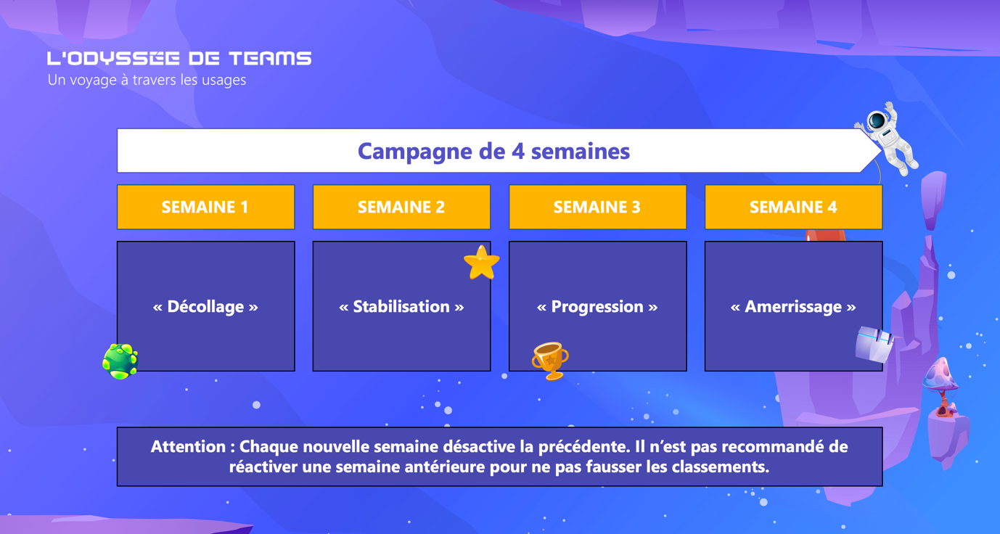 L'ODYSSÉE DE TEAMS
Un voyage à travers les usages
Campagne de 4 semaines
SEMAINE 1
SEMAINE 2
SEMAINE 3
SEMAINE 4
« Décollage »
« Stabilisation »
« Progression »
« Amerrissage »
Attention : Chaque nouvelle semaine désactive la précédente. Il n’est pas recommandé de
réactiver une semaine antérieure pour ne pas fausser les classements.